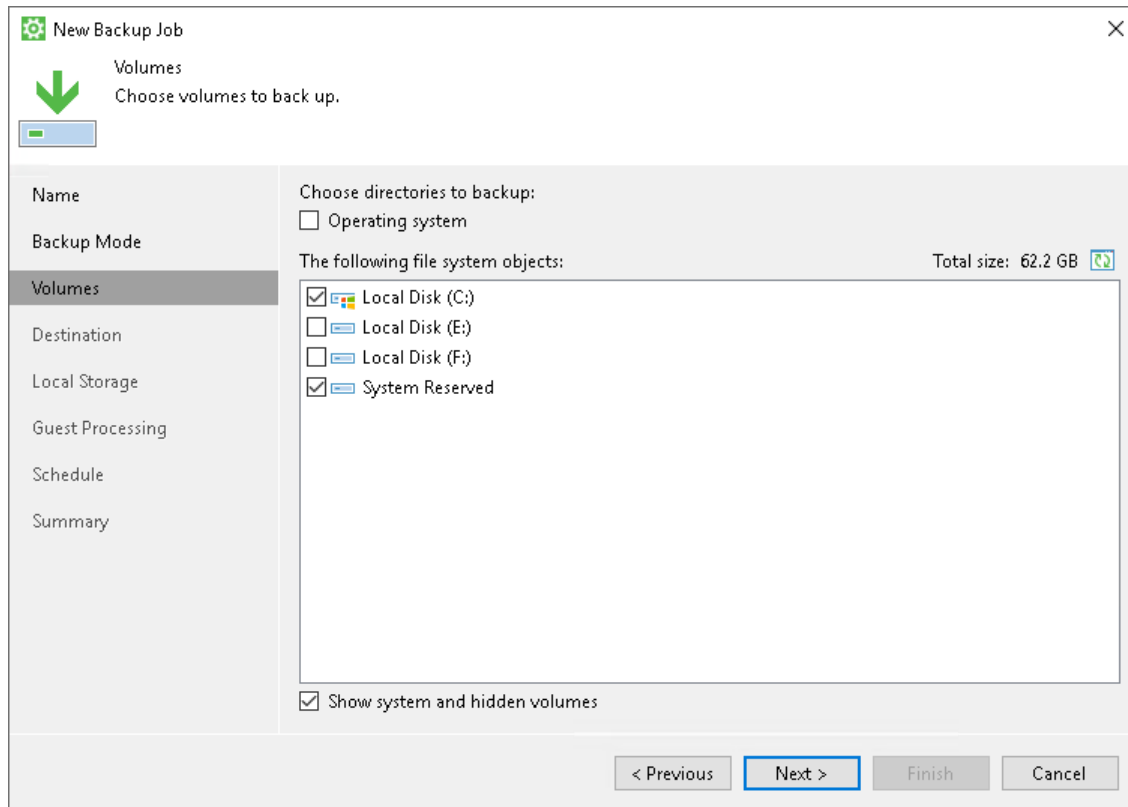 New Backup Job
Volumes
Choose volumes to back up.
Name
Backup Mode
Volumes
Destination
Local Storage
Guest Processing
Schedule
Summary
Choose directories to backup:
Operating system
The following file system objects:
Total size: 62.2 GB
Local Disk (C:)
Local Disk (E:)
Local Disk (F:)
System Reserved
Show system and hidden volumes
< Previous
Next >
Finish
Cancel